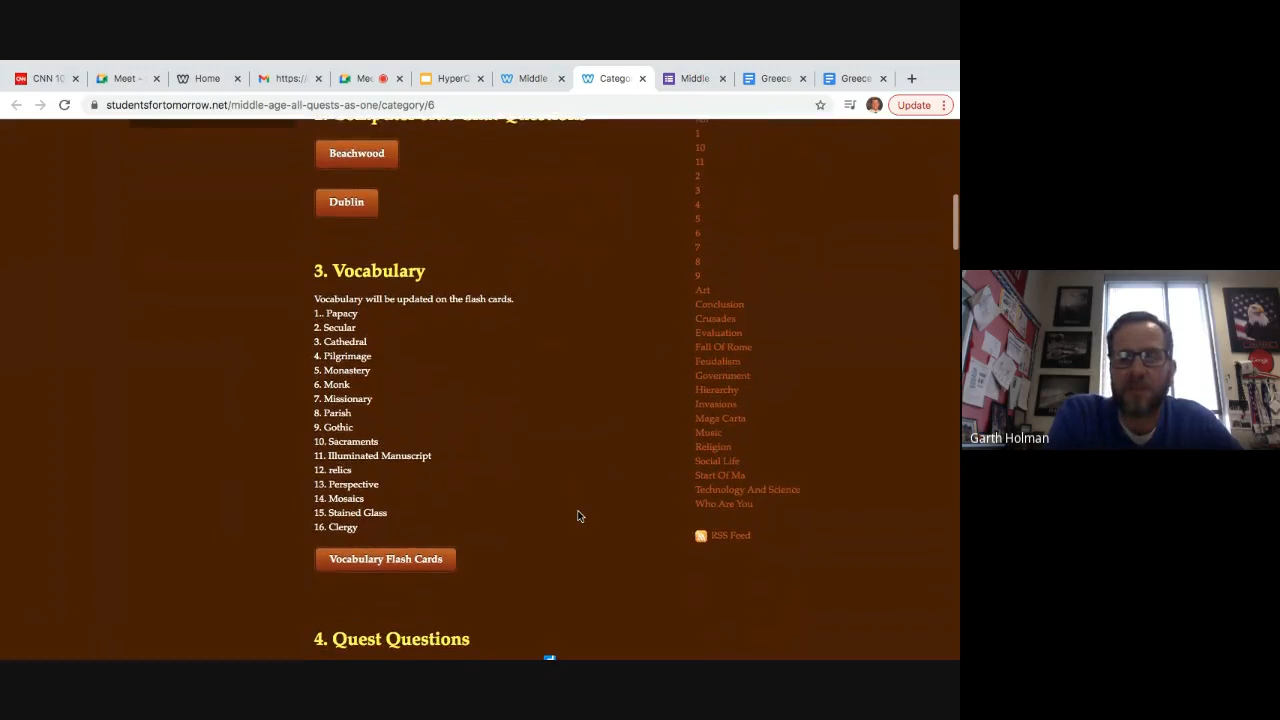 CNN 10
Meet -
Home
https:/
Mee
HyperQ
Middle
Catego
Middle
Greece
Greece
studentsfortomorrow.net/middle-age-all-quests-as-one/category/6
Update
Beachwood
Dublin
3. Vocabulary
Vocabulary will be updated on the flash cards.
1.. Papacy
2. Secular
3. Cathedral
4. Pilgrimage
5. Monastery
6. Monk
7. Missionary
8. Parish
9. Gothic
10. Sacraments
11. Illuminated Manuscript
12. relics
13. Perspective
14. Mosaics
15. Stained Glass
16. Clergy
Vocabulary Flash Cards
4. Quest Questions
1
10
11
2
3
4
5
6
7
8
9
Art
Conclusion
Crusades
Evaluation
Fall Of Rome
Feudalism
Government
Hierarchy
Invasions
Maga Carta
Music
Religion
Social Life
Start Of Ma
Technology And Science
Who Are You
RSS Feed
Garth Holman